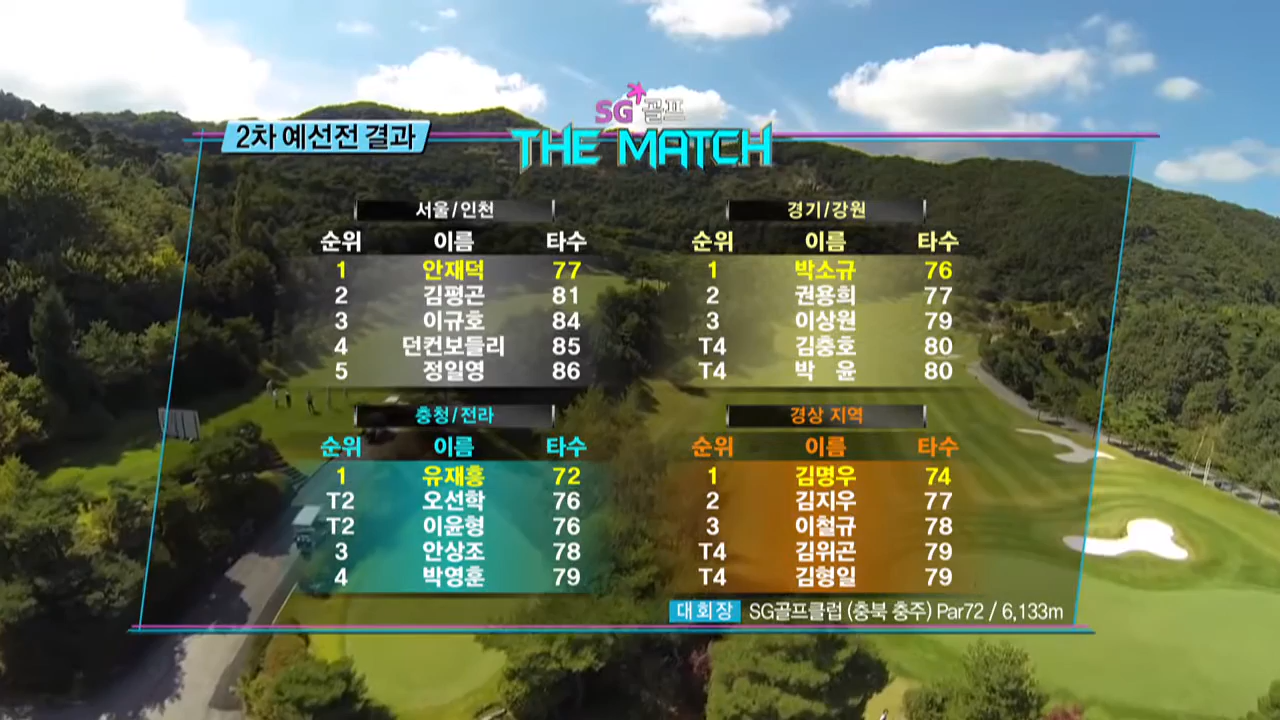 SG골프
THE MATCH
2차 예선전 결과
서울/인천
순위 이름 타수
1 안재덕 77
2 김평곤 81
3 이규호 84
4 던컨보들리 85
5 정일영 86
경기/강원
순위 이름 타수
1 박소규 76
2 권용희 77
3 이상원 79
T4 김충호 80
T4 박 윤 80
충청/전라
순위 이름 타수
1 유재홍 72
T2 오선학 76
T2 이윤형 76
3 안상조 78
4 박영훈 79
경상 지역
순위 이름 타수
1 김명우 74
2 김지우 77
3 이철규 78
T4 김위곤 79
T4 김형일 79
대회장 SG골프클럽 (충북 충주) Par72 / 6,133m